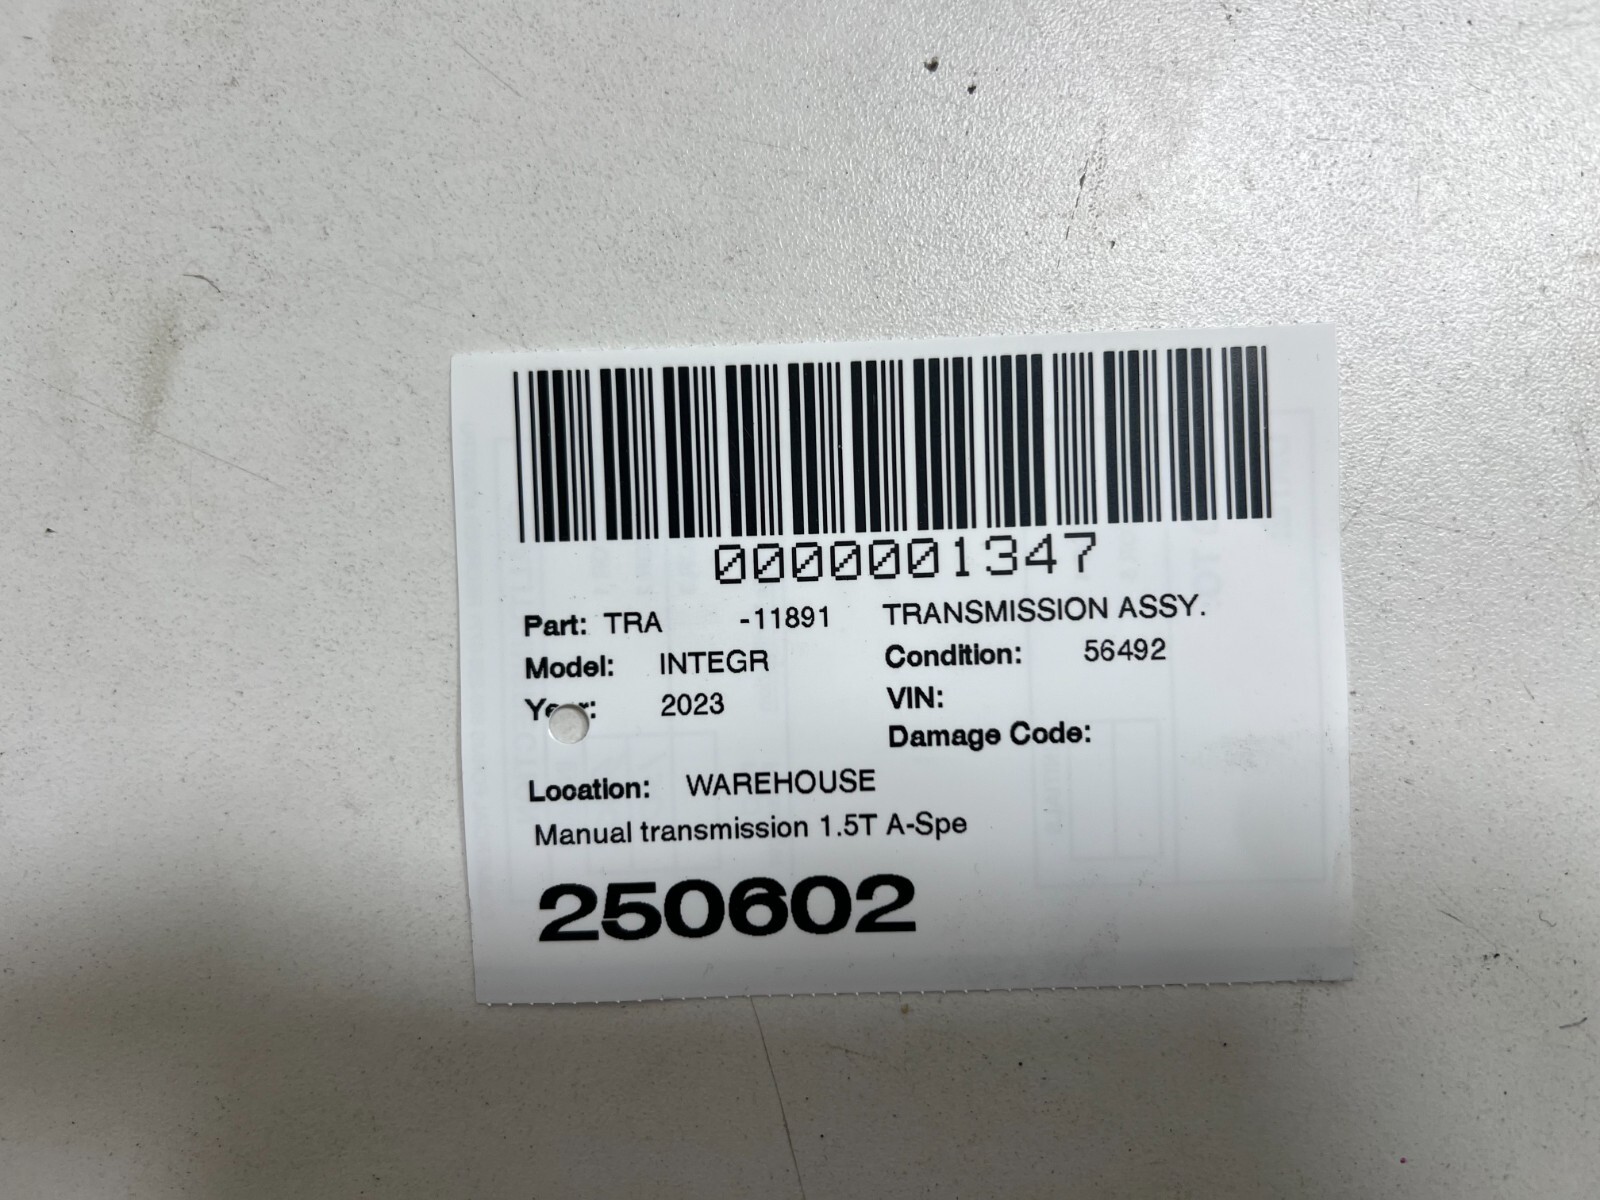 0000001347
Part: TRA -11891 TRANSMISSION ASSY.
Model: INTEGR Condition: 56492
Year: 2023 VIN:
Damage Code:
Location: WAREHOUSE
Manual transmission 1.5T A-Spe
250602